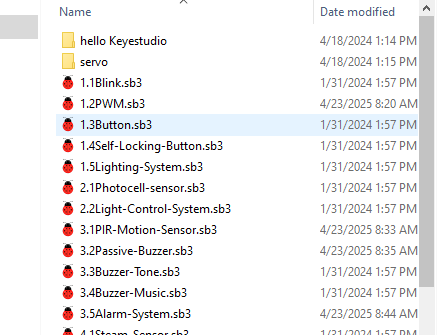 Name Date modified
hello Keyestudio 4/18/2024 1:14 PM
servo 4/18/2024 1:15 PM
1.1Blink.sb3 1/31/2024 1:57 PM
1.2PWM.sb3 4/23/2025 8:20 AM
1.3Button.sb3 1/31/2024 1:57 PM
1.4Self-Locking-Button.sb3 1/31/2024 1:57 PM
1.5Lighting-System.sb3 1/31/2024 1:57 PM
2.1Photocell-sensor.sb3 1/31/2024 1:57 PM
2.2Light-Control-System.sb3 1/31/2024 1:57 PM
3.1PIR-Motion-Sensor.sb3 4/23/2025 8:33 AM
3.2Passive-Buzzer.sb3 4/23/2025 8:35 AM
3.3Buzzer-Tone.sb3 1/31/2024 1:57 PM
3.4Buzzer-Music.sb3 1/31/2024 1:57 PM
3.5Alarm-System.sb3 4/23/2025 8:44 AM
4.1Steam-Sensor.sb3 1/31/2024 1:57 PM